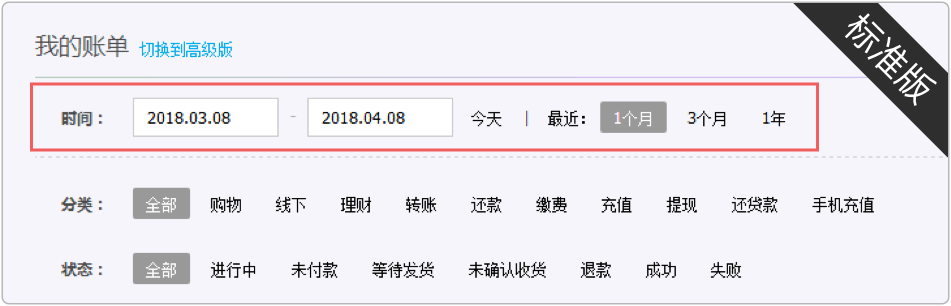 我的账单 切换到高级版
标准版
时间： 2018.03.08 - 2018.04.08 今天 | 最近： 1个月 3个月 1年
分类： 全部 购物 线下 理财 转账 还款 缴费 充值 提现 还贷款 手机充值
状态： 全部 进行中 未付款 等待发货 未确认收货 退款 成功 失败